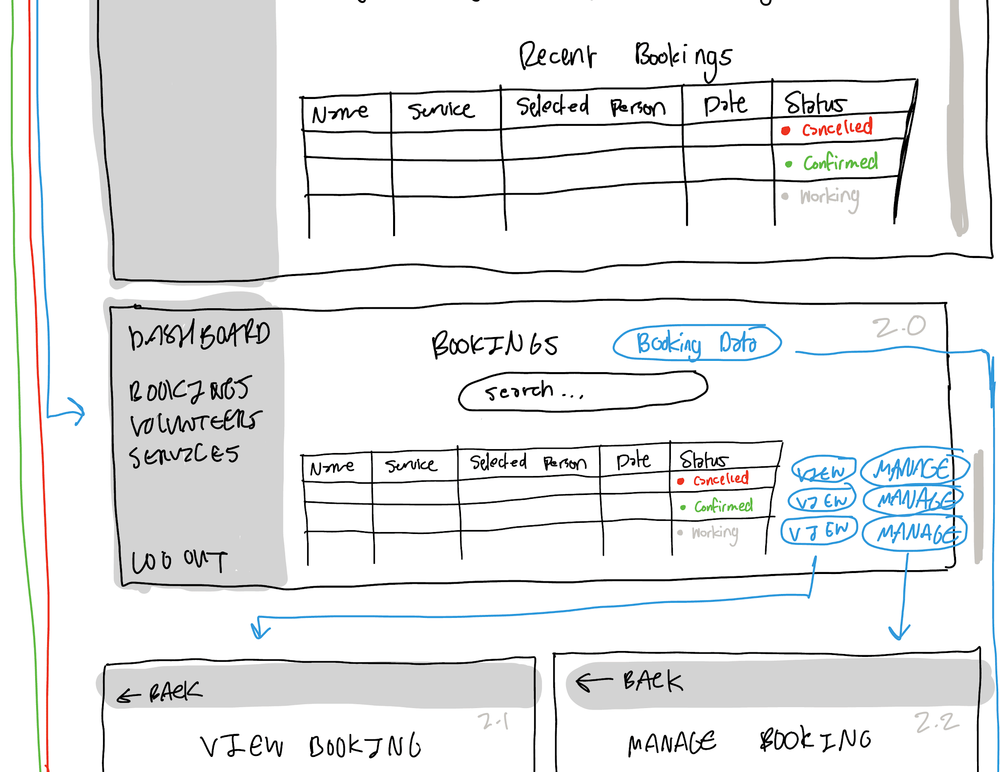 Recent Bookings
Name Service Selected Person Date Status
• Cancelled
• Confirmed
• Working
2.0
DASHBOARD
BOOKINGS Booking Data
search...
BOOKINGS
VOLUNTEERS
SERVICES
LOG OUT
Name Service Selected Person Date Status
• Cancelled VIEW MANAGE
• Confirmed VIEW MANAGE
• Working VIEW MANAGE
← BACK
2.1
VIEW BOOKING
← BACK
2.2
MANAGE BOOKING